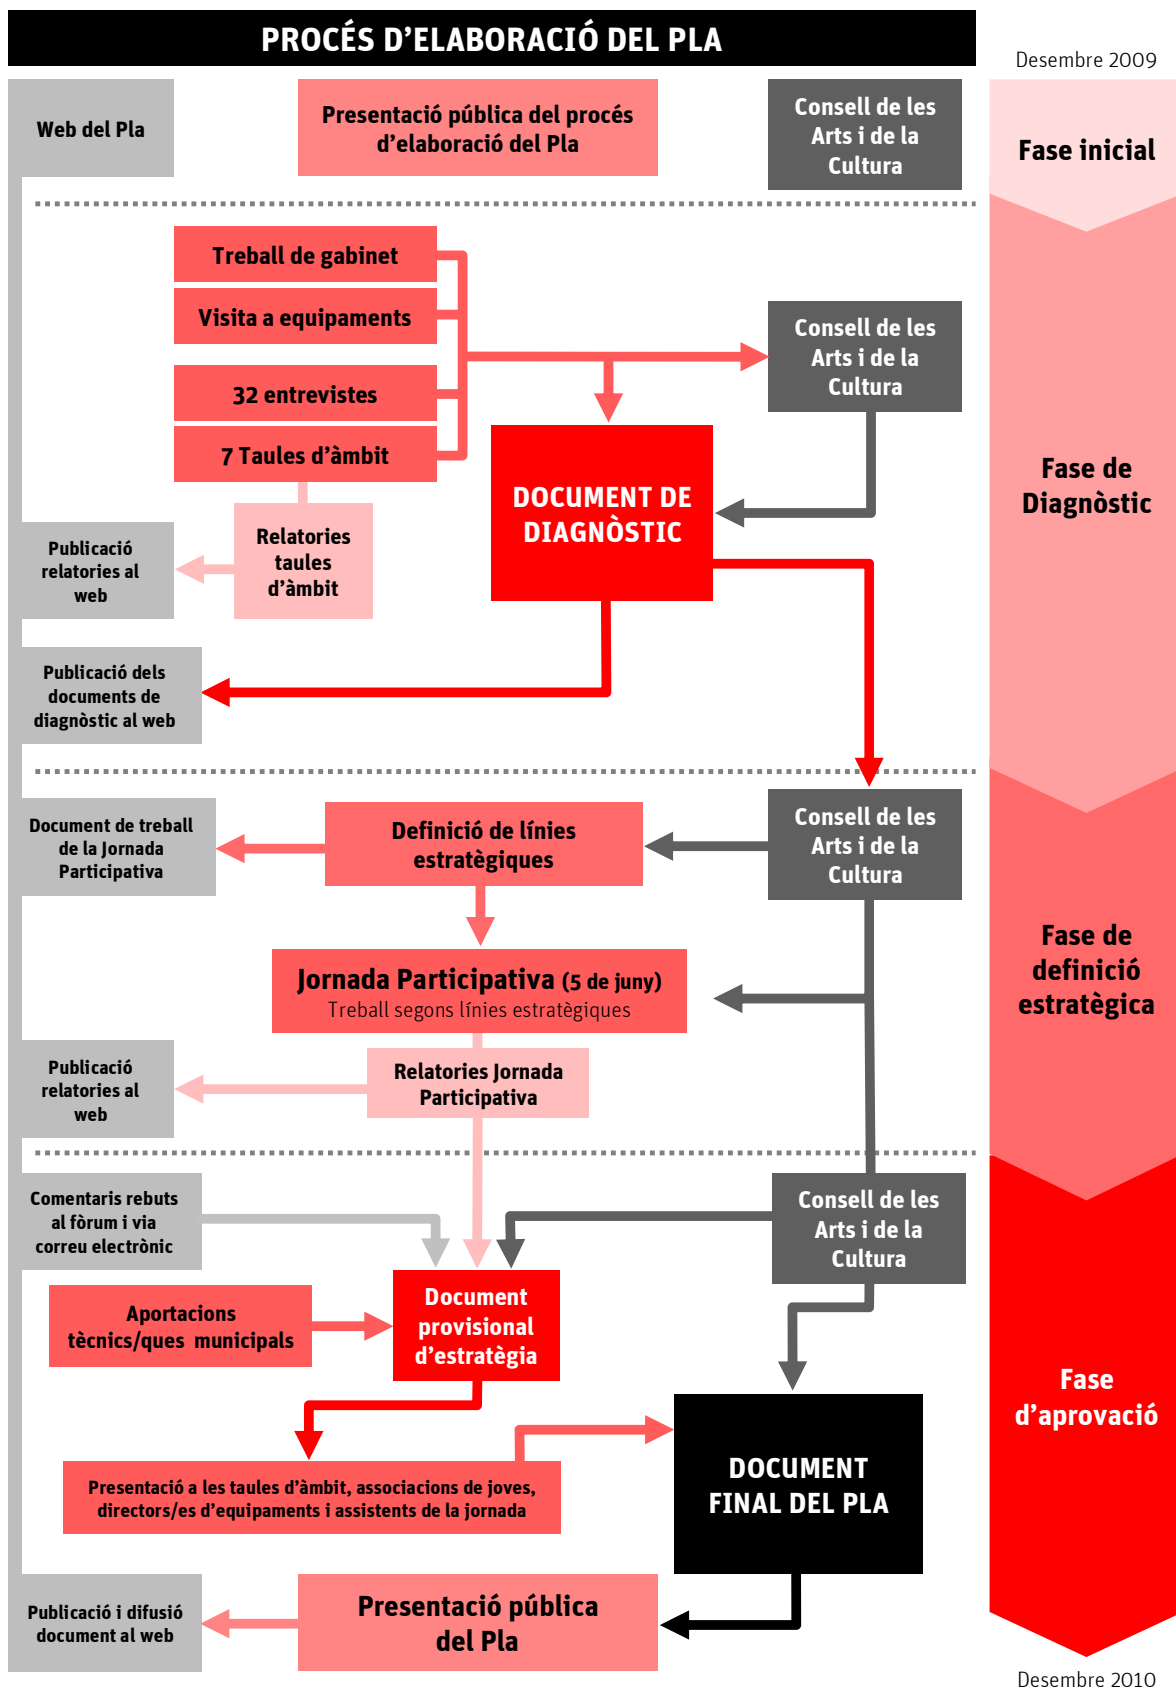 PROCÉS D’ELABORACIÓ DEL PLA
Desembre 2009
Web del Pla
Presentació pública del procés
d’elaboració del Pla
Consell de les
Arts i de la
Cultura
Fase inicial
Treball de gabinet
Visita a equipaments
32 entrevistes
7 Taules d’àmbit
Consell de les
Arts i de la
Cultura
DOCUMENT DE
DIAGNÒSTIC
Fase de
Diagnòstic
Relatories
taules
d’àmbit
Publicació
relatories al
web
Publicació dels
documents de
diagnòstic al web
Document de treball
de la Jornada
Participativa
Definició de línies
estratègiques
Consell de les
Arts i de la
Cultura
Jornada Participativa (5 de juny)
Treball segons línies estratègiques
Fase de
definició
estratègica
Publicació
relatories al
web
Relatories Jornada
Participativa
Comentaris rebuts
al fòrum i via
correu electrònic
Consell de les
Arts i de la
Cultura
Aportacions
tècnics/ques municipals
Document
provisional
d’estratègia
Fase
d’aprovació
Presentació a les taules d’àmbit, associacions de joves,
directors/es d’equipaments i assistents de la jornada
DOCUMENT
FINAL DEL PLA
Publicació i difusió
document al web
Presentació pública
del Pla
Desembre 2010